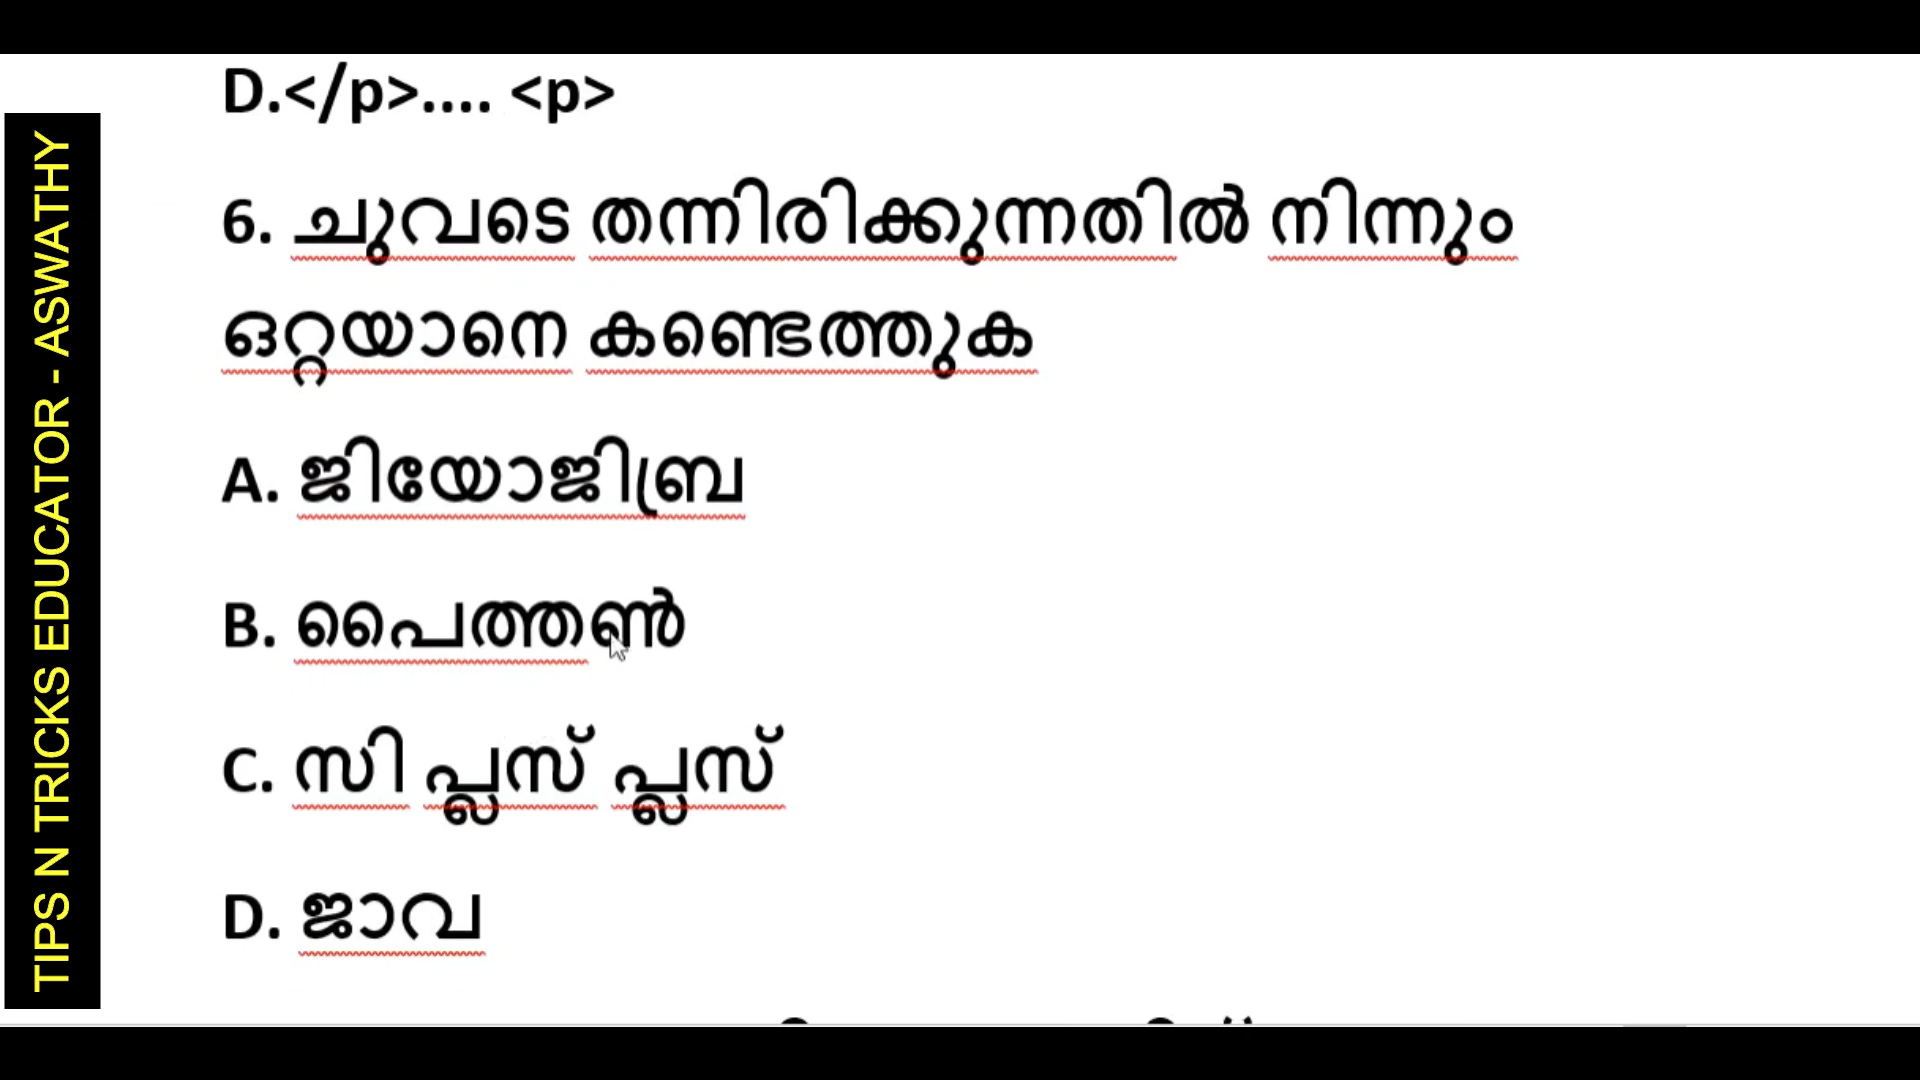 D.</p>.... <p>
6. ചുവടെ തന്നിരിക്കുന്നതിൽ നിന്നും
ഒറ്റയാനെ കണ്ടെത്തുക
A. ജിയോജിബ്ര
B. പൈത്തൺ
C. സി പ്ലസ് പ്ലസ്
D. ജാവ
TIPS N TRICKS EDUCATOR - ASWATHY